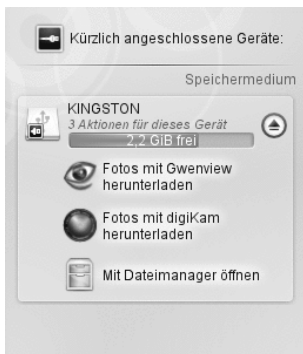 Kürzlich angeschlossene Geräte:
Speichermedium
KINGSTON
3 Aktionen für dieses Gerät
2,2 GiB frei
Fotos mit Gwenview
herunterladen
Fotos mit digiKam
herunterladen
Mit Dateimanager öffnen